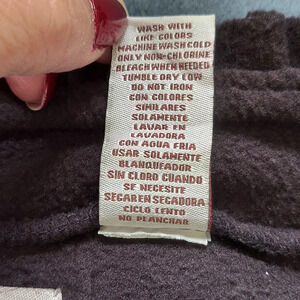 WASH WITH
LIKE COLORS
MACHINE WASH COLD
ONLY NON-CHLORINE
BLEACH WHEN NEEDED
TUMBLE DRY LOW
DO NOT IRON
CON COLORES
SIMILARES
SOLAMENTE
LAVAR EN
LAVADORA
CON AGUA FRIA
USAR SOLAMENTE
BLANQUEADOR
SIN CLORO CUANDO
SE NECESITE
SEGAR EN SECADORA
CICLO LENTO
NO PLANCHAR